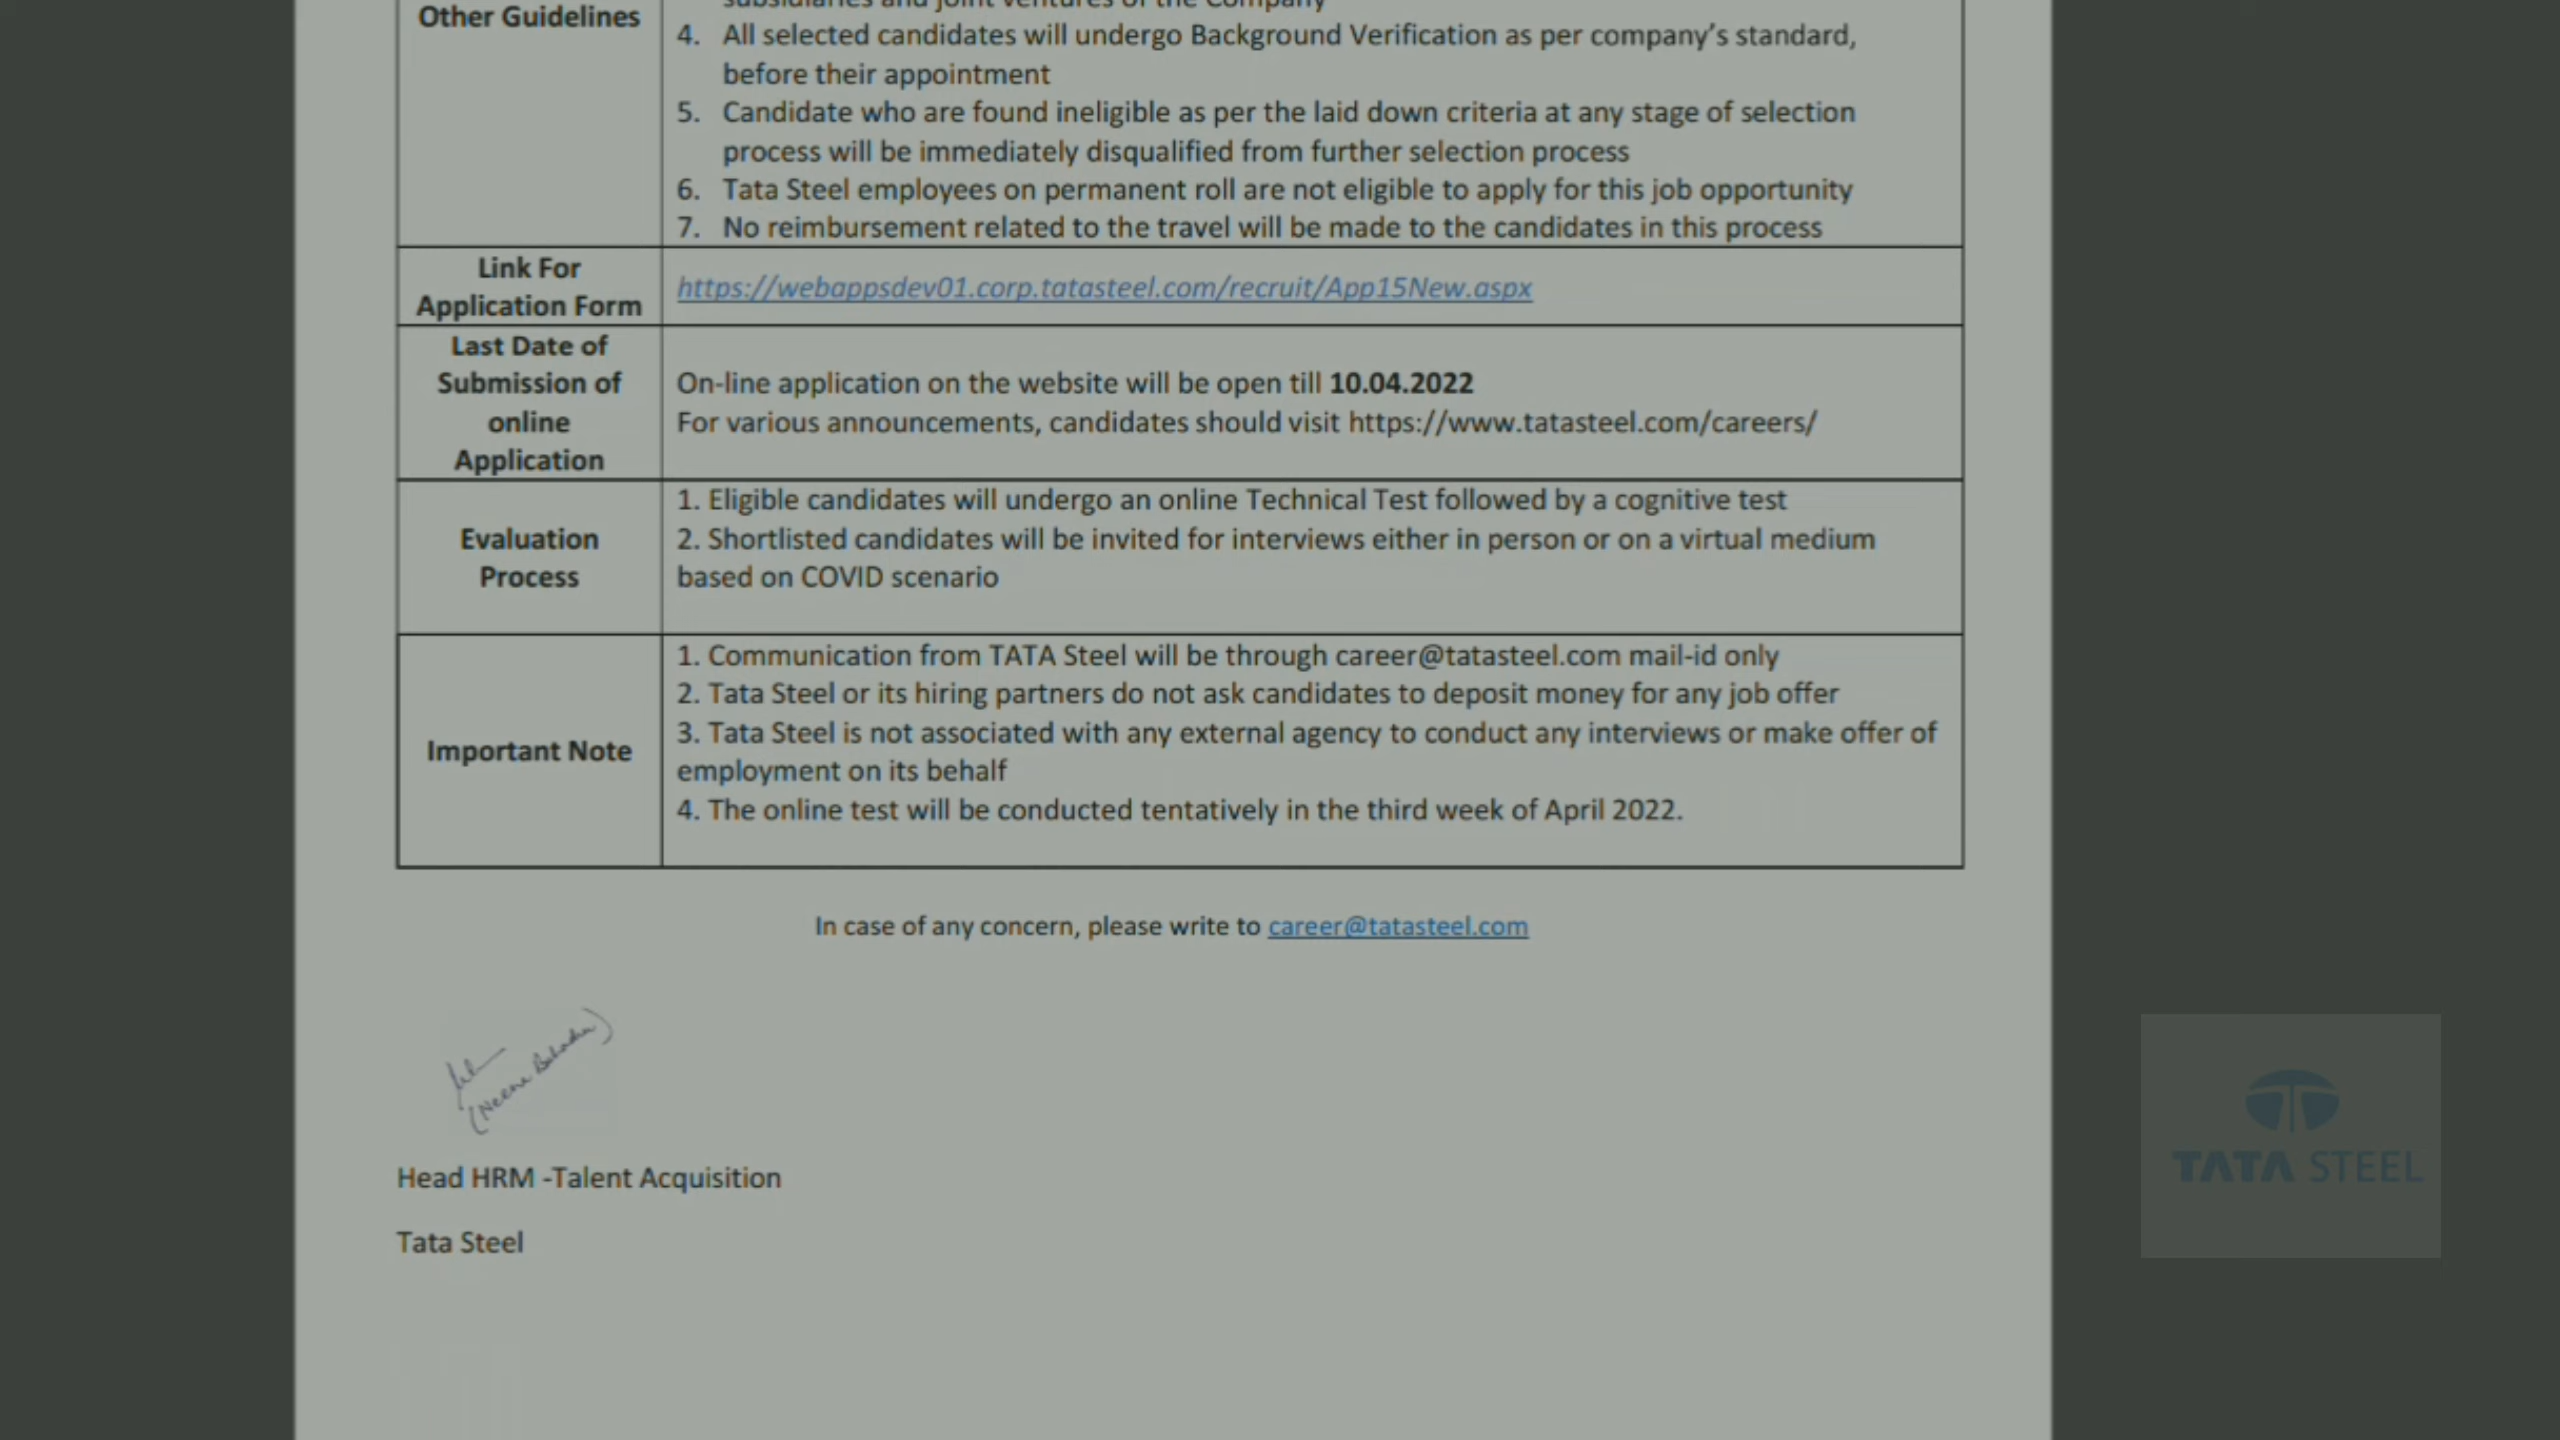 subsidiaries and joint ventures of the Company
Other Guidelines
4. All selected candidates will undergo Background Verification as per company's standard,
before their appointment
5. Candidate who are found ineligible as per the laid down criteria at any stage of selection
process will be immediately disqualified from further selection process
6. Tata Steel employees on permanent roll are not eligible to apply for this job opportunity
7. No reimbursement related to the travel will be made to the candidates in this process
Link For
Application Form
https://webappsdev01.corp.tatasteel.com/recruit/App15New.aspx
Last Date of
Submission of
online
Application
On-line application on the website will be open till 10.04.2022
For various announcements, candidates should visit https://www.tatasteel.com/careers/
Evaluation
Process
1. Eligible candidates will undergo an online Technical Test followed by a cognitive test
2. Shortlisted candidates will be invited for interviews either in person or on a virtual medium
based on COVID scenario
Important Note
1. Communication from TATA Steel will be through career@tatasteel.com mail-id only
2. Tata Steel or its hiring partners do not ask candidates to deposit money for any job offer
3. Tata Steel is not associated with any external agency to conduct any interviews or make offer of
employment on its behalf
4. The online test will be conducted tentatively in the third week of April 2022.
In case of any concern, please write to career@tatasteel.com
Head HRM -Talent Acquisition
Tata Steel
TATA STEEL